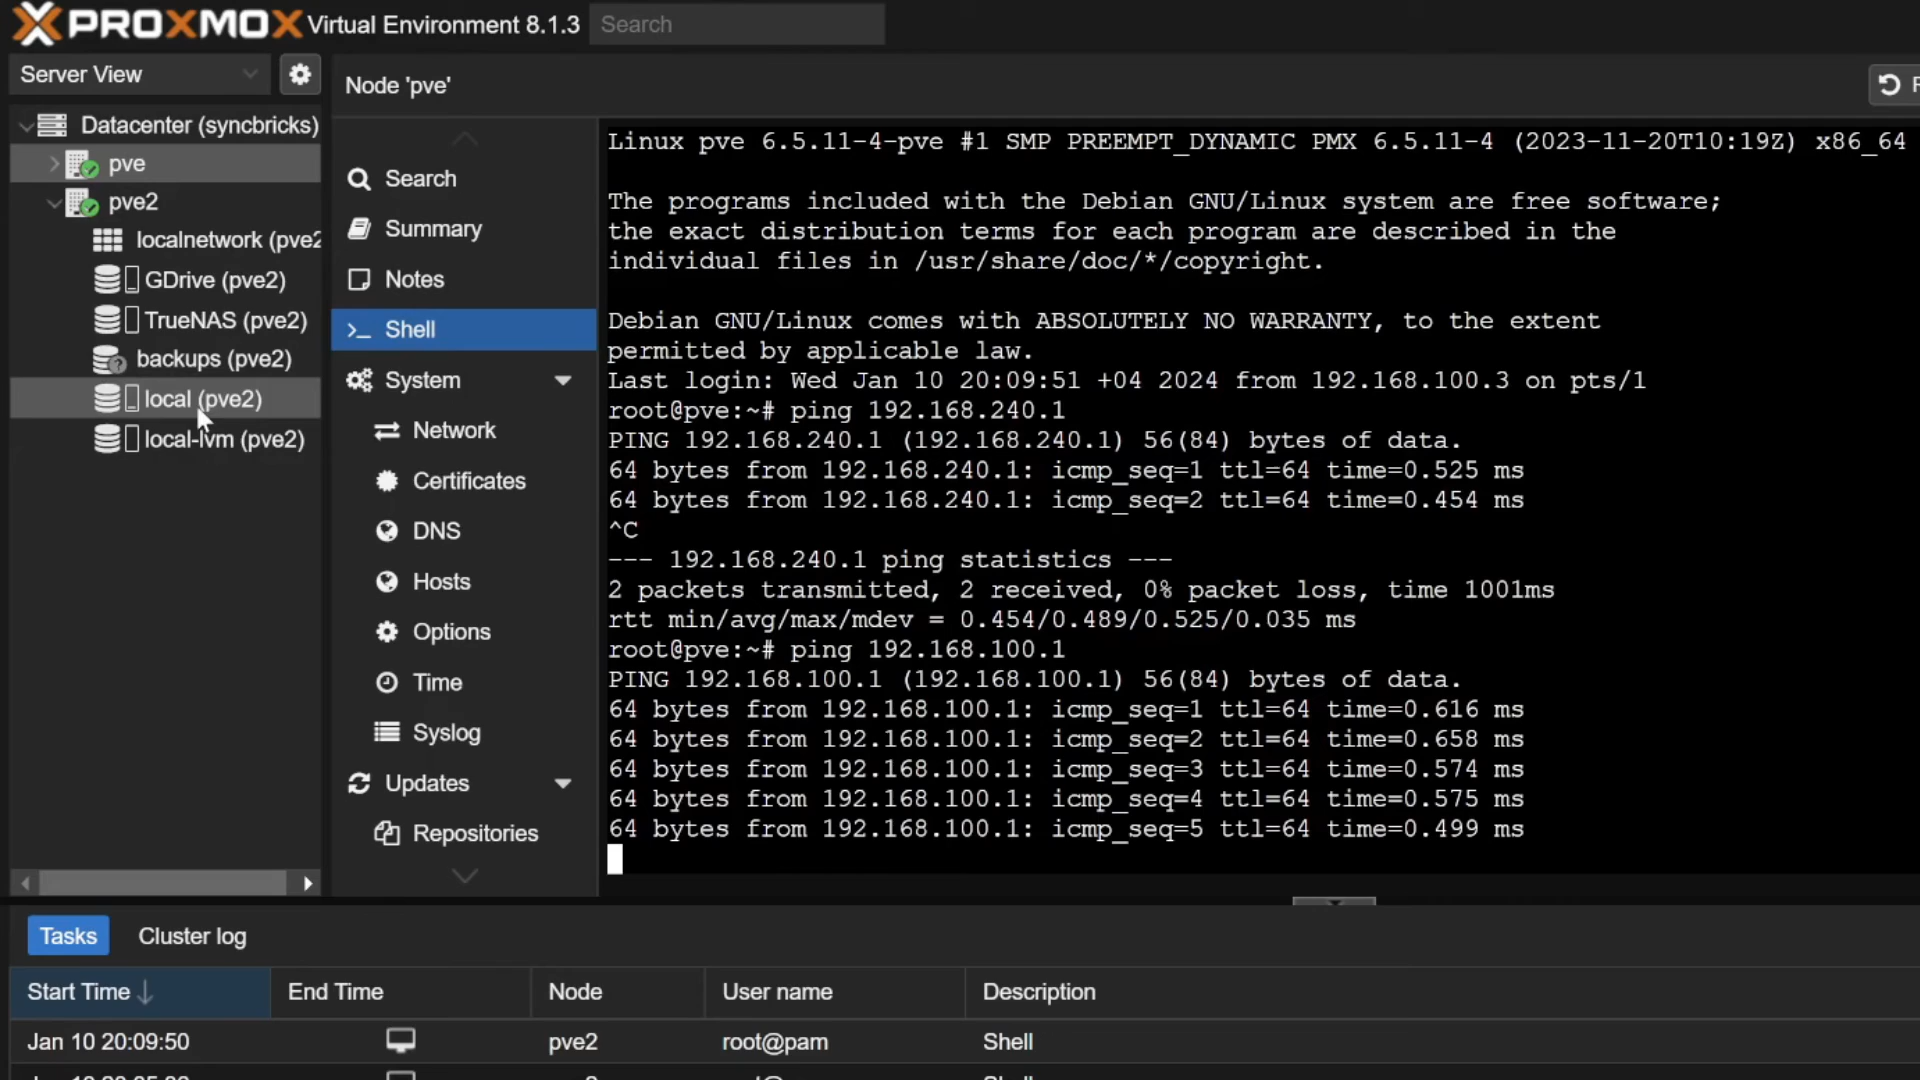 PROXMOX Virtual Environment 8.1.3
Search
Server View
Node 'pve'
Datacenter (syncbricks)
pve
pve2
localnetwork (pve2
GDrive (pve2)
TrueNAS (pve2)
backups (pve2)
local (pve2)
local-lvm (pve2)
Search
Summary
Notes
>_ Shell
System
Network
Certificates
DNS
Hosts
Options
Time
Syslog
Updates
Repositories
Linux pve 6.5.11-4-pve #1 SMP PREEMPT_DYNAMIC PMX 6.5.11-4 (2023-11-20T10:19Z) x86_64
The programs included with the Debian GNU/Linux system are free software;
the exact distribution terms for each program are described in the
individual files in /usr/share/doc/*/copyright.
Debian GNU/Linux comes with ABSOLUTELY NO WARRANTY, to the extent
permitted by applicable law.
Last login: Wed Jan 10 20:09:51 +04 2024 from 192.168.100.3 on pts/1
root@pve:~# ping 192.168.240.1
PING 192.168.240.1 (192.168.240.1) 56(84) bytes of data.
64 bytes from 192.168.240.1: icmp_seq=1 ttl=64 time=0.525 ms
64 bytes from 192.168.240.1: icmp_seq=2 ttl=64 time=0.454 ms
^C
--- 192.168.240.1 ping statistics ---
2 packets transmitted, 2 received, 0% packet loss, time 1001ms
rtt min/avg/max/mdev = 0.454/0.489/0.525/0.035 ms
root@pve:~# ping 192.168.100.1
PING 192.168.100.1 (192.168.100.1) 56(84) bytes of data.
64 bytes from 192.168.100.1: icmp_seq=1 ttl=64 time=0.616 ms
64 bytes from 192.168.100.1: icmp_seq=2 ttl=64 time=0.658 ms
64 bytes from 192.168.100.1: icmp_seq=3 ttl=64 time=0.574 ms
64 bytes from 192.168.100.1: icmp_seq=4 ttl=64 time=0.575 ms
64 bytes from 192.168.100.1: icmp_seq=5 ttl=64 time=0.499 ms
Tasks Cluster log
Start Time End Time Node User name Description
Jan 10 20:09:50 pve2 root@pam Shell